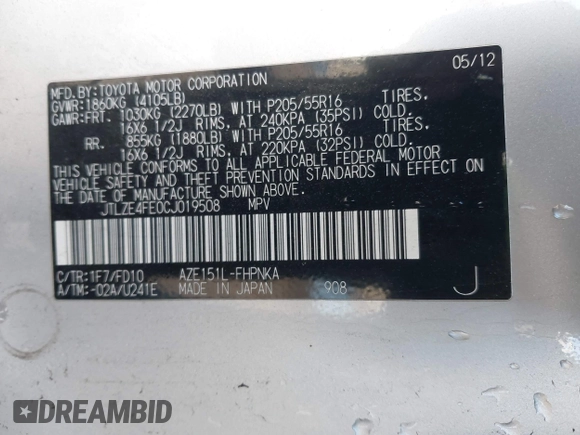 05/12
MFD.BY:TOYOTA MOTOR CORPORATION
GVWR:1860KG (4105LB)
GAWR:FRT. 1030KG (2270LB) WITH P205/55R16 TIRES.
16X6 1/2J RIMS, AT 240KPA (35PSI) COLD.
RR. 855KG (1880LB) WITH P205/55R16 TIRES.
16X6 1/2J RIMS, AT 220KPA (32PSI) COLD.
THIS VEHICLE CONFORMS TO ALL APPLICABLE FEDERAL MOTOR
VEHICLE SAFETY AND THEFT PREVENTION STANDARDS IN EFFECT ON
THE DATE OF MANUFACTURE SHOWN ABOVE.
JTLZE4FE0CJ019508 MPV
C/TR:1F7/FD10 AZE151L-FHPNKA
A/TM:-02A/U241E MADE IN JAPAN 908 J
DREAMBID